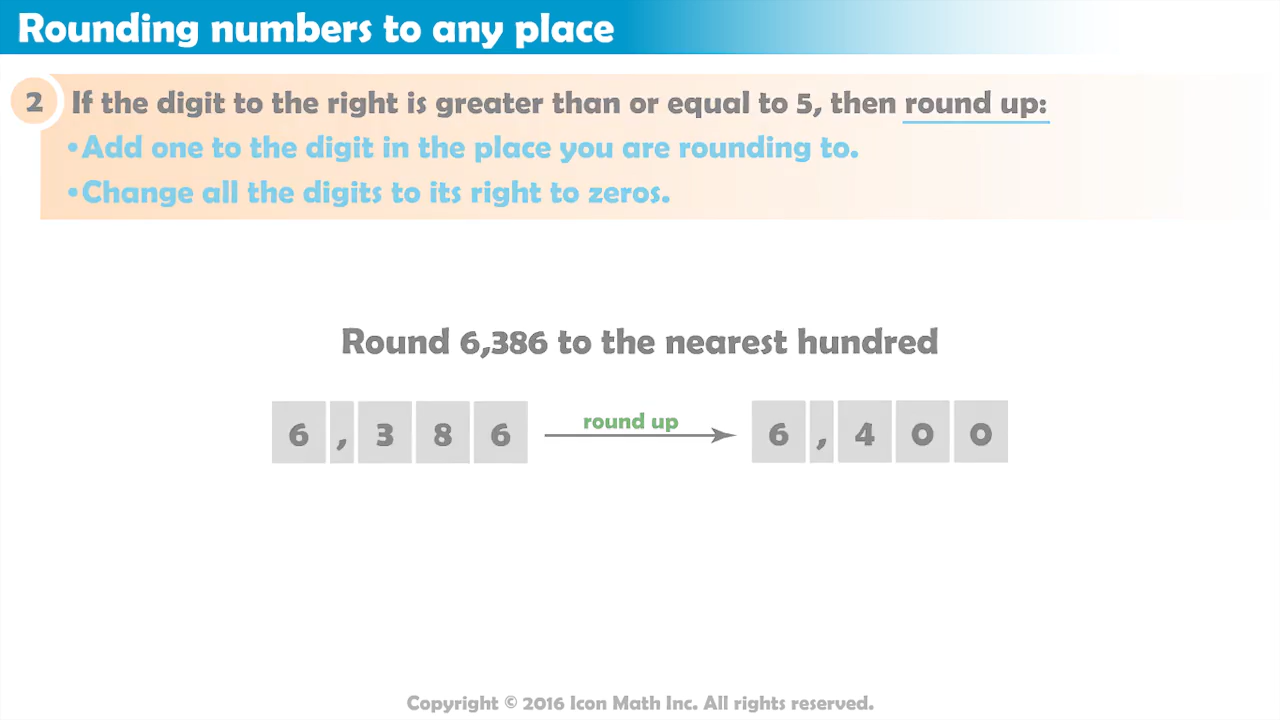 Rounding numbers to any place
2 If the digit to the right is greater than or equal to 5, then round up:
•Add one to the digit in the place you are rounding to.
•Change all the digits to its right to zeros.
Round 6,386 to the nearest hundred
6 , 3 8 6 round up 6 , 4 0 0
Copyright © 2016 Icon Math Inc. All rights reserved.